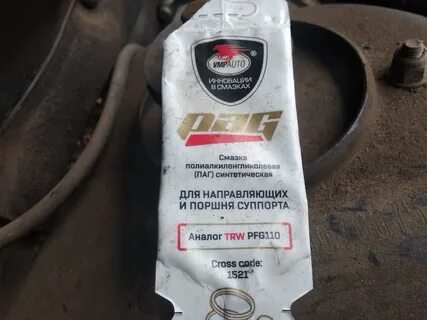 VMPAUTO
®
ИННОВАЦИИ
В СМАЗКАХ
PAG
Смазка
полиалкиленгликолевая
(ПАГ) синтетическая
ДЛЯ НАПРАВЛЯЮЩИХ
И ПОРШНЯ СУППОРТА
Аналог TRW PFG110
Cross code:
1521